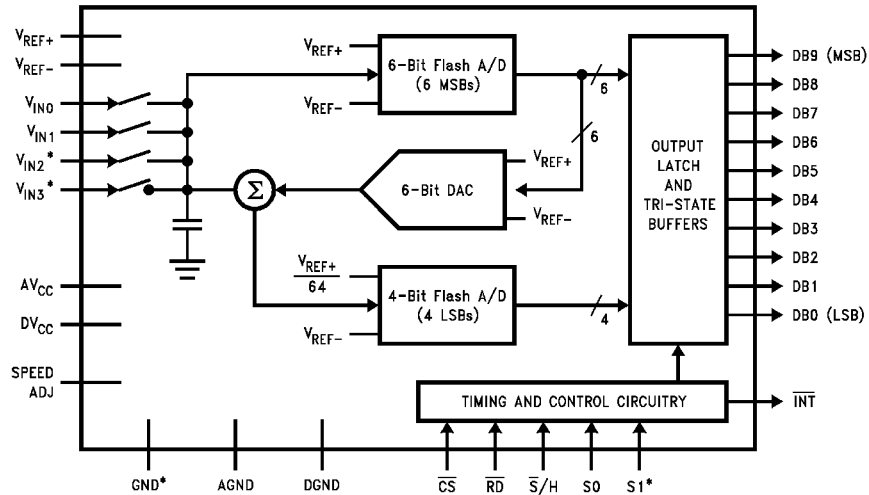 VREF+
VREF-
VIN0
VIN1
VIN2*
VIN3*
AVCC
DVCC
SPEED
ADJ
VREF+
VREF-
6-Bit Flash A/D
(6 MSBs)
6
6
VREF+
VREF-
6-Bit DAC
Σ
VREF+
64
VREF-
4-Bit Flash A/D
(4 LSBs)
4
OUTPUT
LATCH
AND
TRI-STATE
BUFFERS
DB9 (MSB)
DB8
DB7
DB6
DB5
DB4
DB3
DB2
DB1
DB0 (LSB)
TIMING AND CONTROL CIRCUITRY
I̅N̅T̅
GND*
AGND
DGND
C̅S̅
R̅D̅
S̅/H
S0
S1*